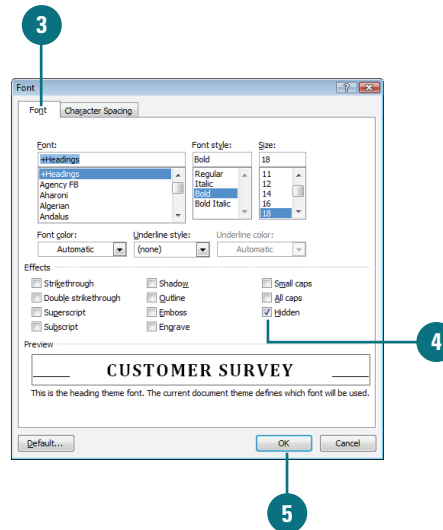 3
Font
Font Character Spacing
Font: Font style: Size:
+Headings Bold 18
+Headings Regular 11
Agency FB Italic 12
Aharoni Bold 14
Algerian Bold Italic 16
Andalus 18
Font color: Underline style: Underline color:
Automatic (none) Automatic
Effects
Strikethrough Shadow Small caps
Double strikethrough Outline All caps
Superscript Emboss Hidden
Subscript Engrave
4
Preview
CUSTOMER SURVEY
This is the heading theme font. The current document theme defines which font will be used.
Default... OK Cancel
5